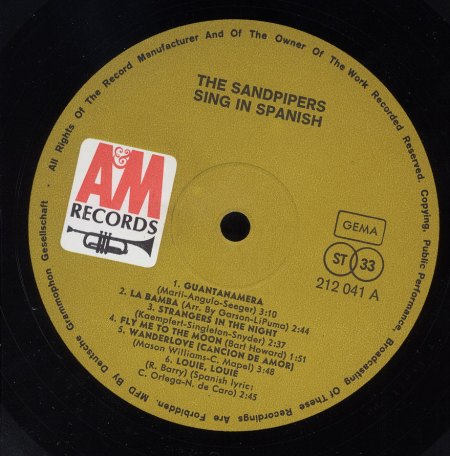 All Rights Of The Record Manufacturer And Of The Owner Of The Work Recorded Reserved. Copying, Public Performance, Broadcasting Of These Recordings Are Forbidden. MFD By Deutsche Grammophon Gesellschaft ·
THE SANDPIPERS
SING IN SPANISH
A&M
RECORDS
GEMA
ST 33
212 041 A
1. GUANTANAMERA
(Marti-Angulo-Seeger) 3:10
2. LA BAMBA (Arr. By Garson-LiPuma) 2:44
3. STRANGERS IN THE NIGHT
(Kaempfert-Singleton-Snyder) 2:37
4. FLY ME TO THE MOON (Bart Howard) 1:51
5. WANDERLOVE [CANCION DE AMOR]
(Mason Williams-C. Mapel) 3:48
6. LOUIE, LOUIE
(R. Barry) (Spanish lyric:
C. Ortega-N. de Caro) 2:45